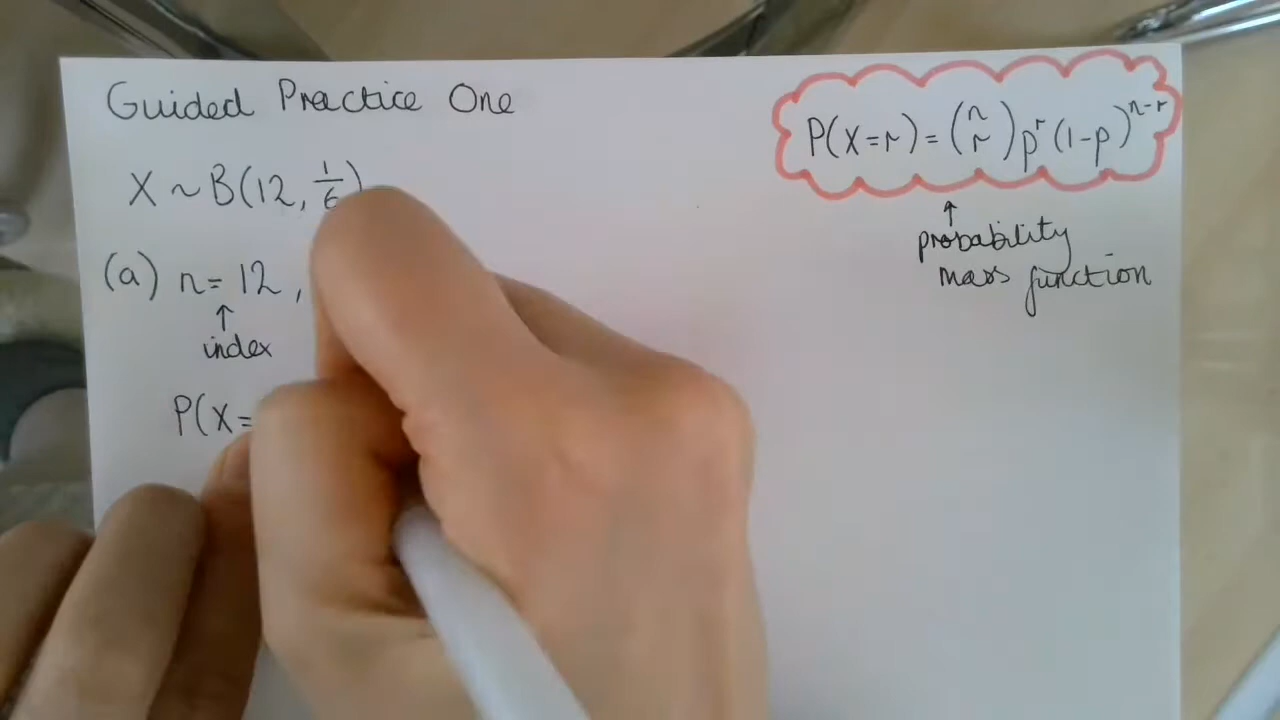 Guided Practice One
X ~ B(12, 1/6)
(a) n = 12,
↑
index
P(X=
P(X=r) = (n r) p^r (1-p)^{n-r}
↑
probability
mass function